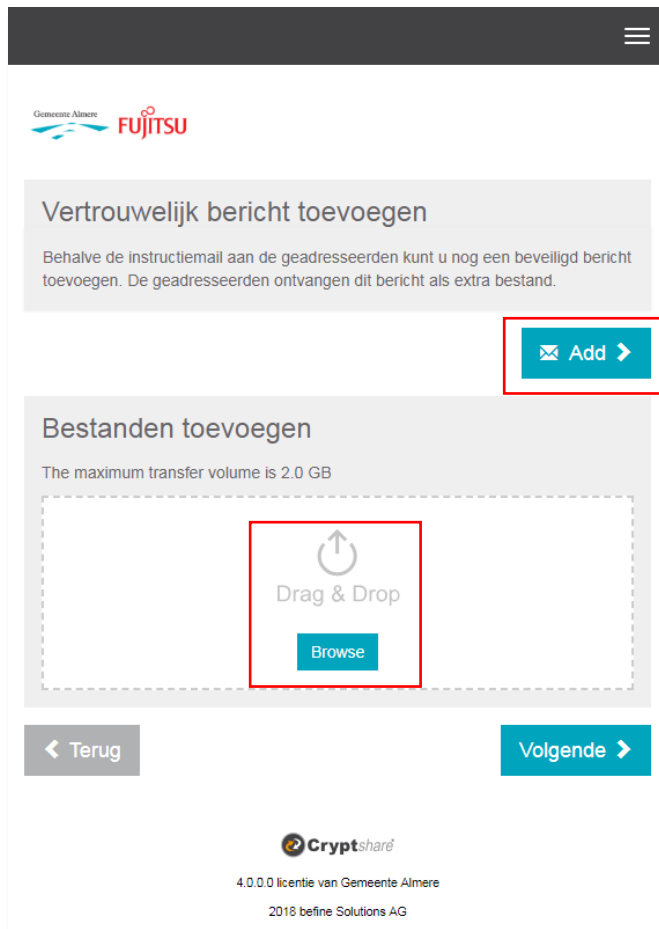 Gemeente Almere
FUJITSU
Vertrouwelijk bericht toevoegen
Behalve de instructiemail aan de geadresseerden kunt u nog een beveiligd bericht
toevoegen. De geadresseerden ontvangen dit bericht als extra bestand.
Add
Bestanden toevoegen
The maximum transfer volume is 2.0 GB
Drag & Drop
Browse
Terug
Volgende
Cryptshare
4.0.0.0 licentie van Gemeente Almere
2018 befine Solutions AG